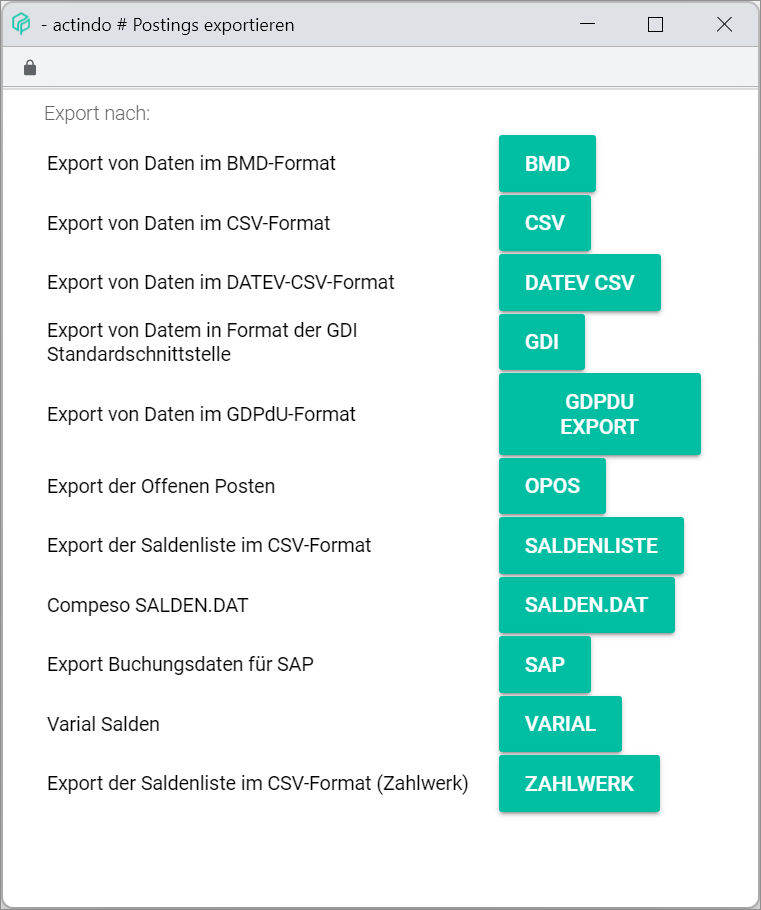 - actindo # Postings exportieren
Export nach:
Export von Daten im BMD-Format
BMD
Export von Daten im CSV-Format
CSV
Export von Daten im DATEV-CSV-Format
DATEV CSV
Export von Datem in Format der GDI
Standardschnittstelle
GDI
Export von Daten im GDPdU-Format
GDPDU
EXPORT
Export der Offenen Posten
OPOS
Export der Saldenliste im CSV-Format
SALDENLISTE
Compeso SALDEN.DAT
SALDEN.DAT
Export Buchungsdaten für SAP
SAP
Varial Salden
VARIAL
Export der Saldenliste im CSV-Format (Zahlwerk)
ZAHLWERK